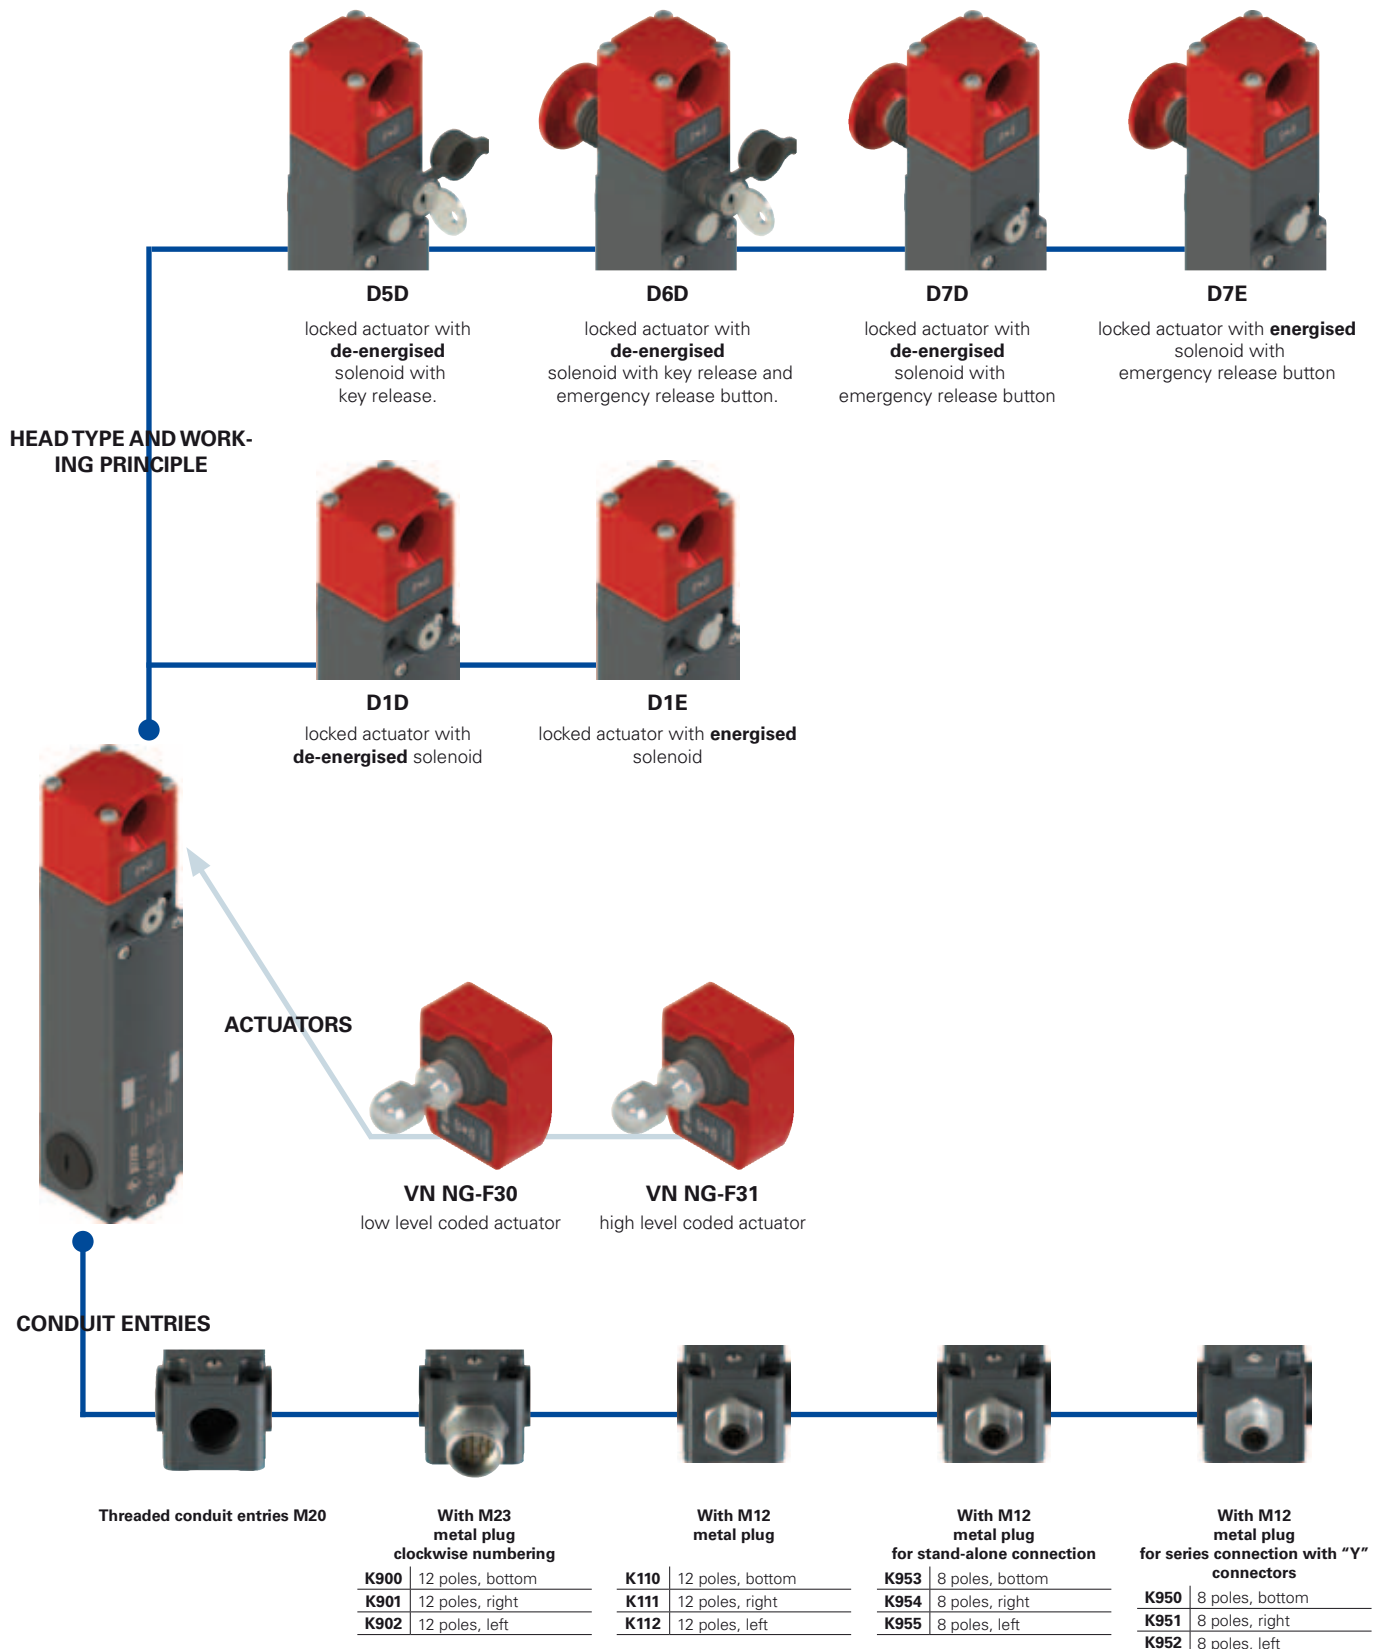 D5D
locked actuator with
de-energised
solenoid with
key release.
D6D
locked actuator with
de-energised
solenoid with key release and
emergency release button.
D7D
locked actuator with
de-energised
solenoid with
emergency release button
D7E
locked actuator with energised
solenoid with
emergency release button
HEAD TYPE AND WORK-
ING PRINCIPLE
D1D
locked actuator with
de-energised solenoid
D1E
locked actuator with energised
solenoid
ACTUATORS
VN NG-F30
low level coded actuator
VN NG-F31
high level coded actuator
CONDUIT ENTRIES
Threaded conduit entries M20
With M23
metal plug
clockwise numbering
K900 12 poles, bottom
K901 12 poles, right
K902 12 poles, left
With M12
metal plug
K110 12 poles, bottom
K111 12 poles, right
K112 12 poles, left
With M12
metal plug
for stand-alone connection
K953 8 poles, bottom
K954 8 poles, right
K955 8 poles, left
With M12
metal plug
for series connection with “Y”
connectors
K950 8 poles, bottom
K951 8 poles, right
K952 8 poles, left